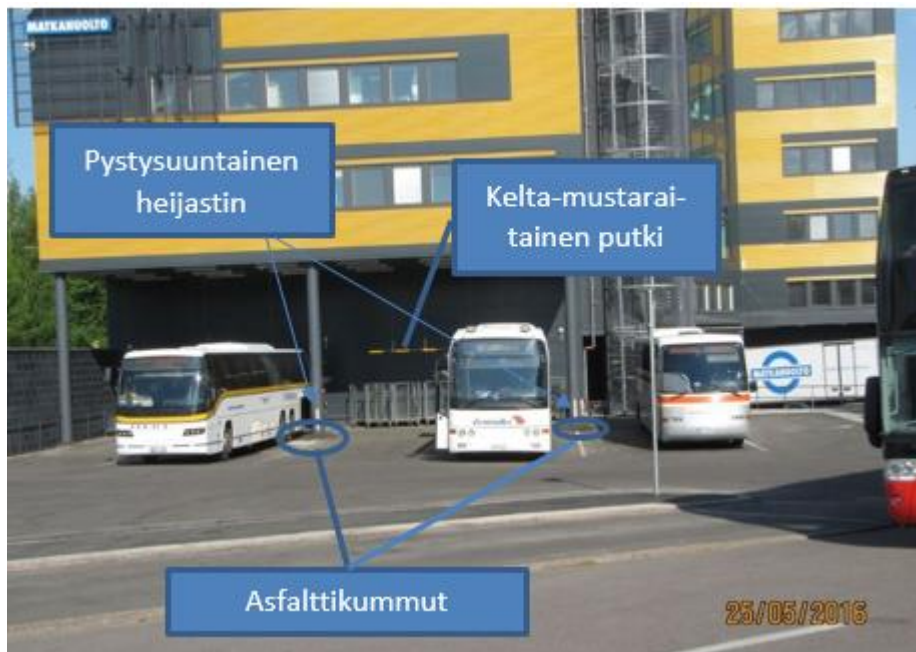 MATKAHUOLTO
Pystysuuntainen
heijastin
Kelta-mustarai-
tainen putki
MATKAHUOLTO
Asfalttikummut
25/05/2016